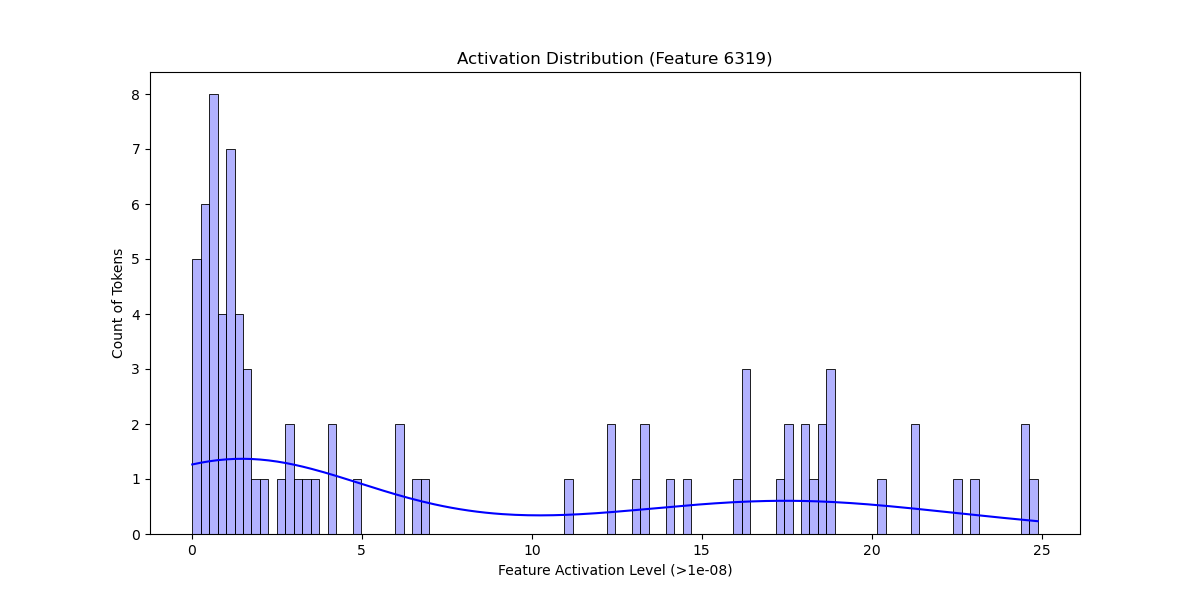 Activation Distribution (Feature 6319)
8
7
6
5
4
3
2
1
0
Count of Tokens
0 5 10 15 20 25
Feature Activation Level (>1e-08)